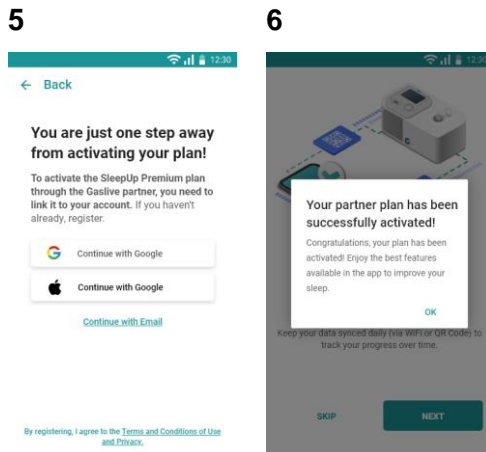 5
12:30
← Back
You are just one step away
from activating your plan!
To activate the SleepUp Premium plan
through the Gaslive partner, you need to
link it to your account. If you haven't
already, register.
Continue with Google
Continue with Google
Continue with Email
By registering, I agree to the Terms and Conditions of Use
and Privacy.
6
12:30
Your partner plan has been
successfully activated!
Congratulations, your plan has been
activated! Enjoy the best features
available in the app to improve your
sleep.
OK
Keep your data synced daily (via WiFi or QR Code) to
track your progress over time.
SKIP
NEXT